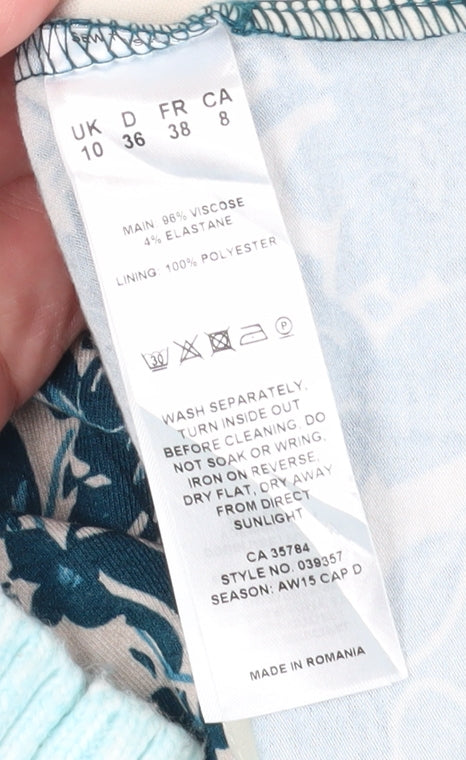 UK D FR CA
10 36 38 8
MAIN: 96% VISCOSE
4% ELASTANE
LINING: 100% POLYESTER
30 P
WASH SEPARATELY.
TURN INSIDE OUT
BEFORE CLEANING. DO
NOT SOAK OR WRING.
IRON ON REVERSE,
DRY FLAT, DRY AWAY
FROM DIRECT
SUNLIGHT
CA 35784
STYLE NO. 039357
SEASON: AW15 CAP D
MADE IN ROMANIA